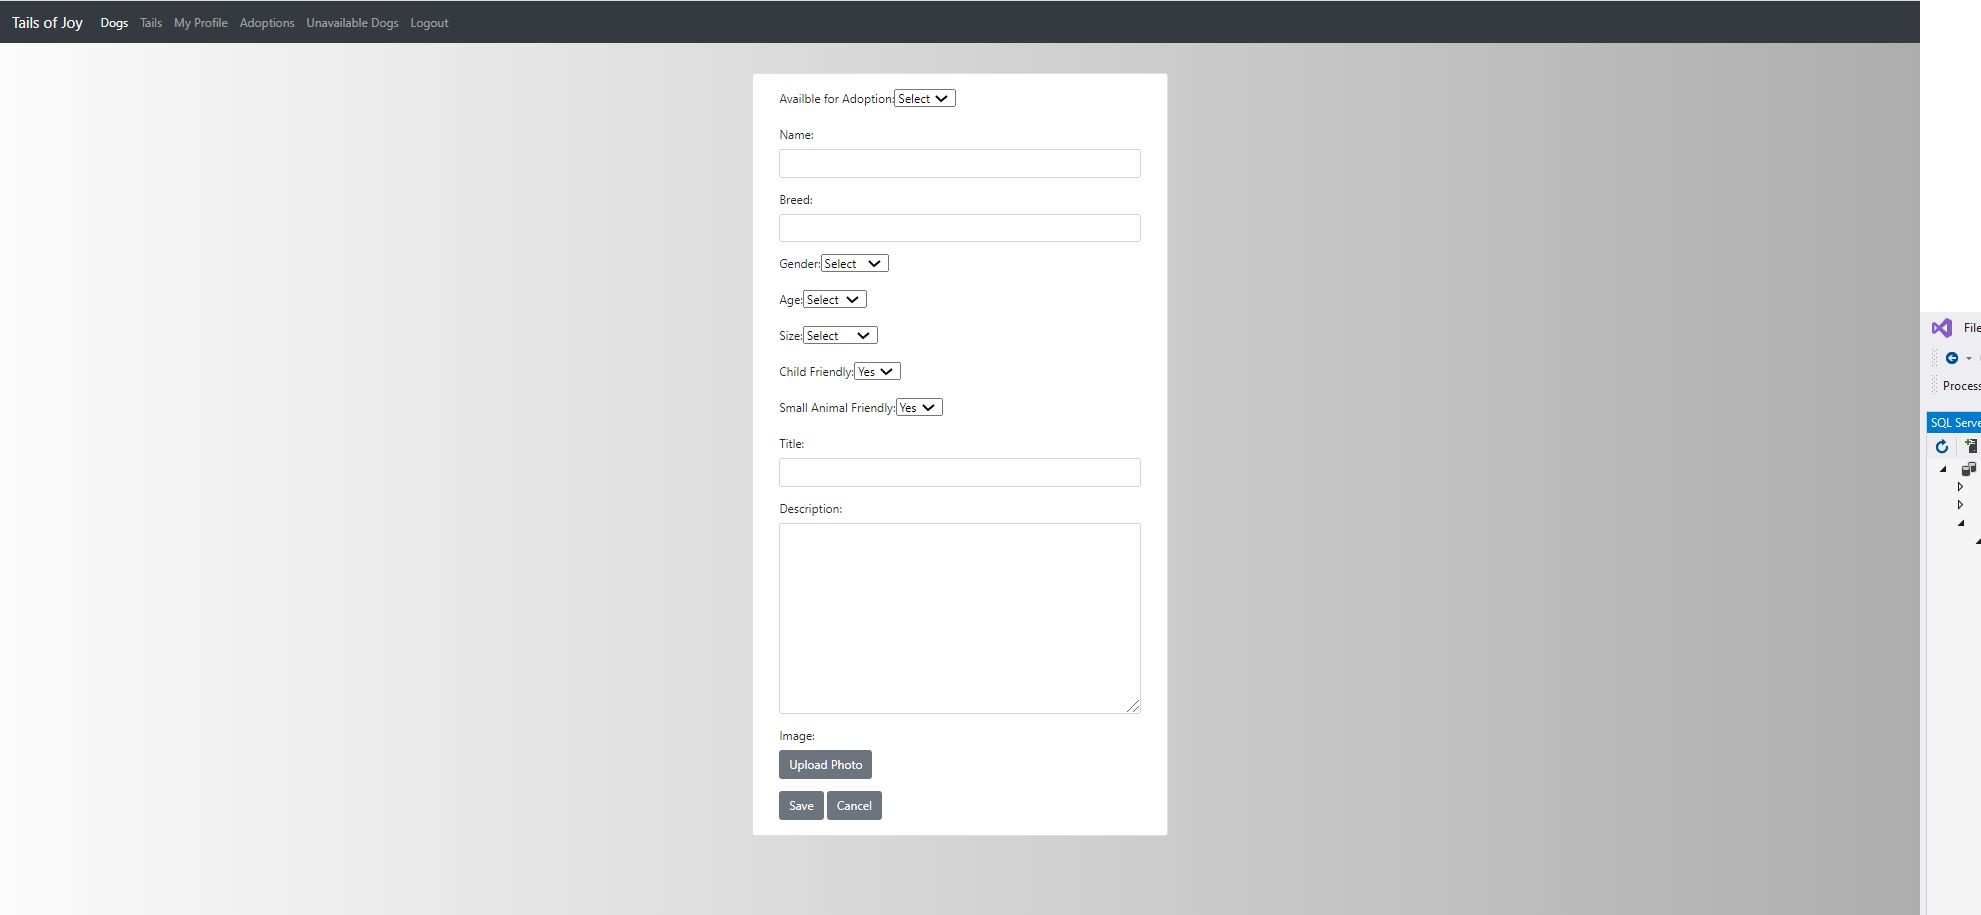 Tails of Joy Dogs Tails My Profile Adoptions Unavailable Dogs Logout
Availble for Adoption: Select
Name:
Breed:
Gender: Select
Age: Select
Size: Select
Child Friendly: Yes
Small Animal Friendly: Yes
Title:
Description:
Image:
Upload Photo
Save Cancel
File
Process
SQL Serve